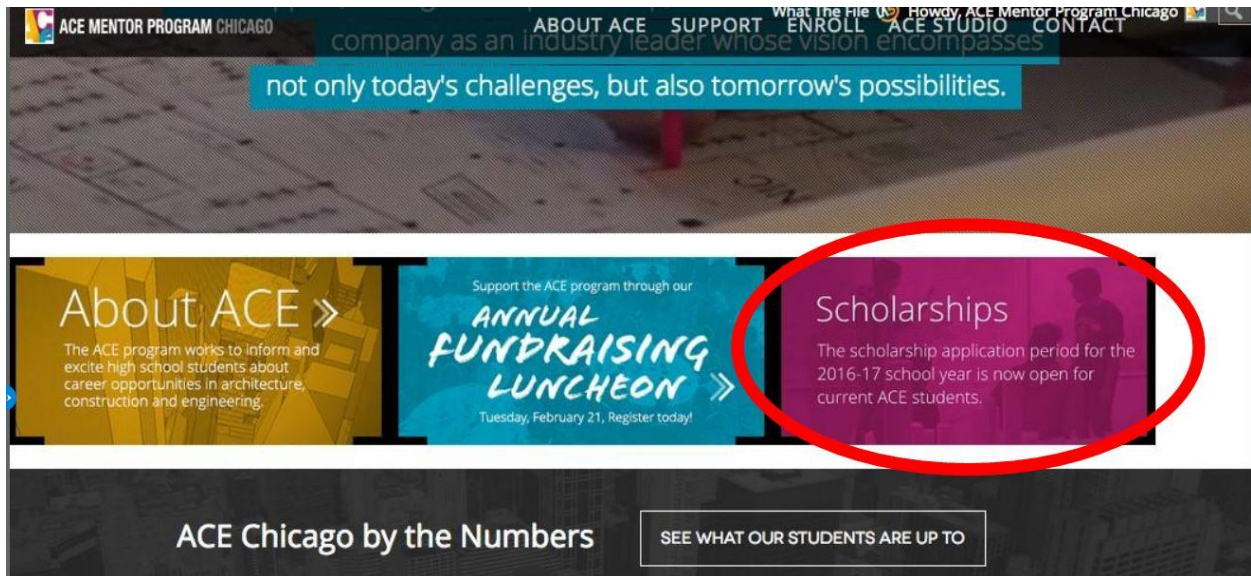 What The File Howdy, ACE Mentor Program Chicago
ACE MENTOR PROGRAM CHICAGO
ABOUT ACE SUPPORT ENROLL ACE STUDIO CONTACT
company as an industry leader whose vision encompasses
not only today's challenges, but also tomorrow's possibilities.
About ACE »
The ACE program works to inform and
excite high school students about
career opportunities in architecture,
construction and engineering.
Support the ACE program through our
ANNUAL
FUNDRAISING
LUNCHEON »
Tuesday, February 21, Register today!
Scholarships
The scholarship application period for the
2016-17 school year is now open for
current ACE students.
ACE Chicago by the Numbers
SEE WHAT OUR STUDENTS ARE UP TO